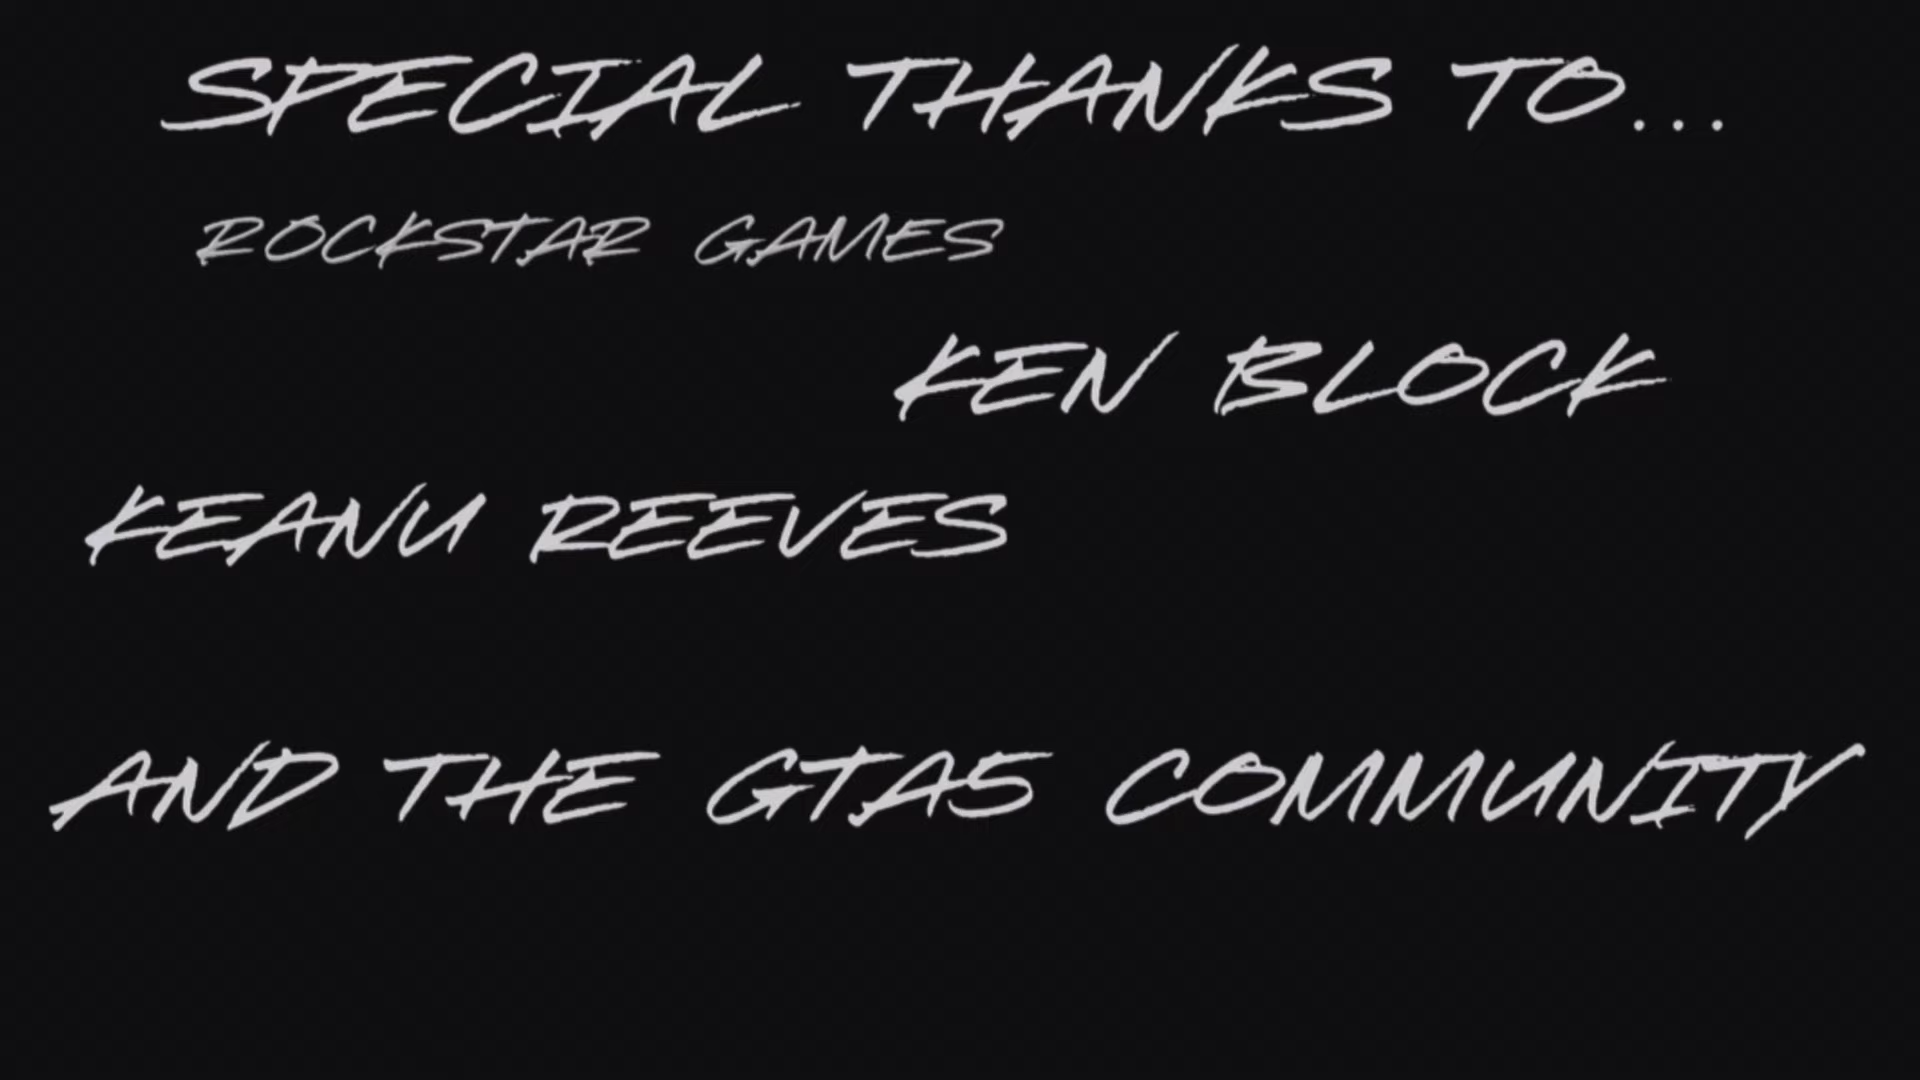 SPECIAL THANKS TO...
ROCKSTAR GAMES
KEN BLOCK
KEANU REEVES
AND THE GTA5 COMMUNITY